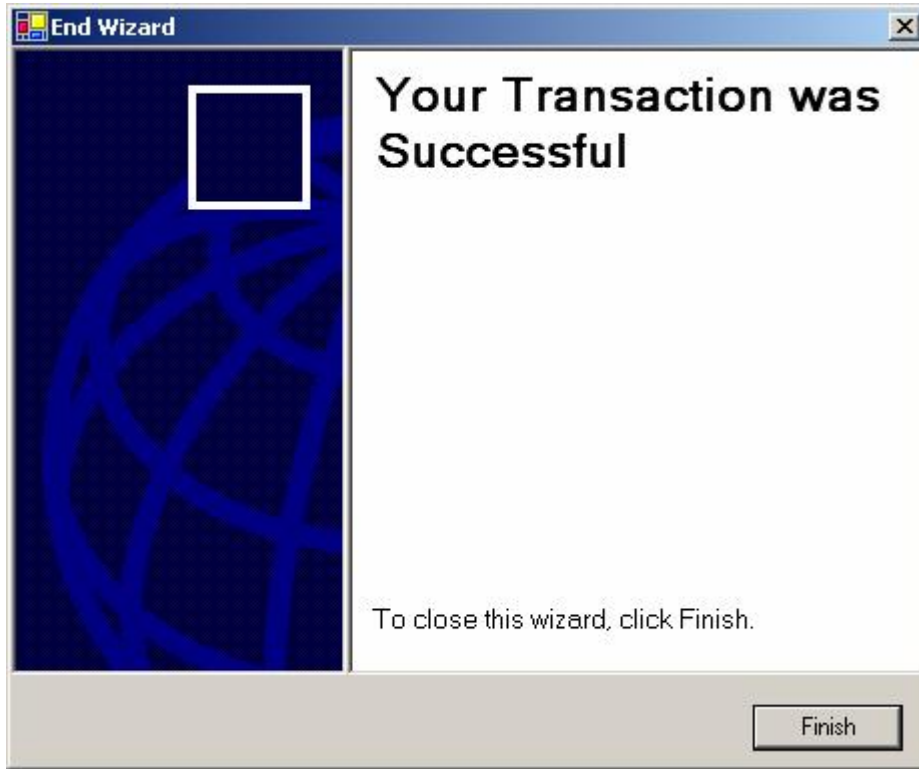 End Wizard
Your Transaction was
Successful
To close this wizard, click Finish.
Finish